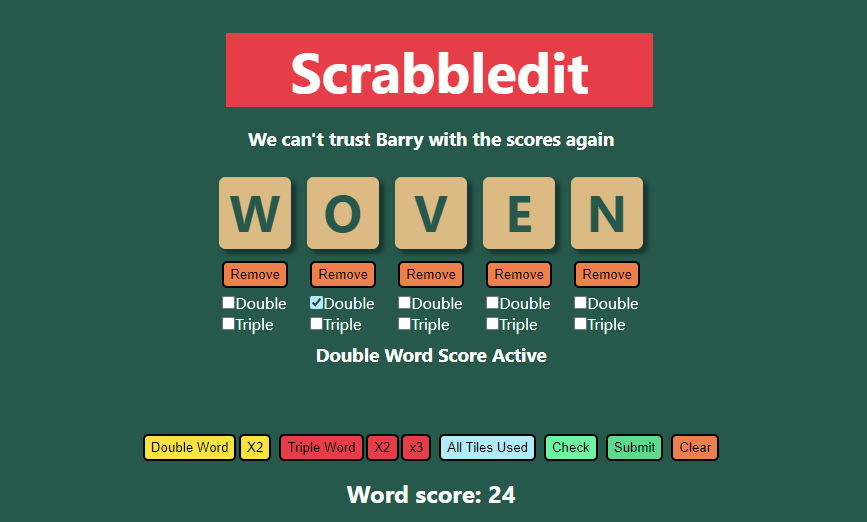 Scrabbledit
We can't trust Barry with the scores again
W O V E N
Remove Remove Remove Remove Remove
Double Double Double Double Double
Triple Triple Triple Triple Triple
Double Word Score Active
Double Word X2 Triple Word X2 x3 All Tiles Used Check Submit Clear
Word score: 24